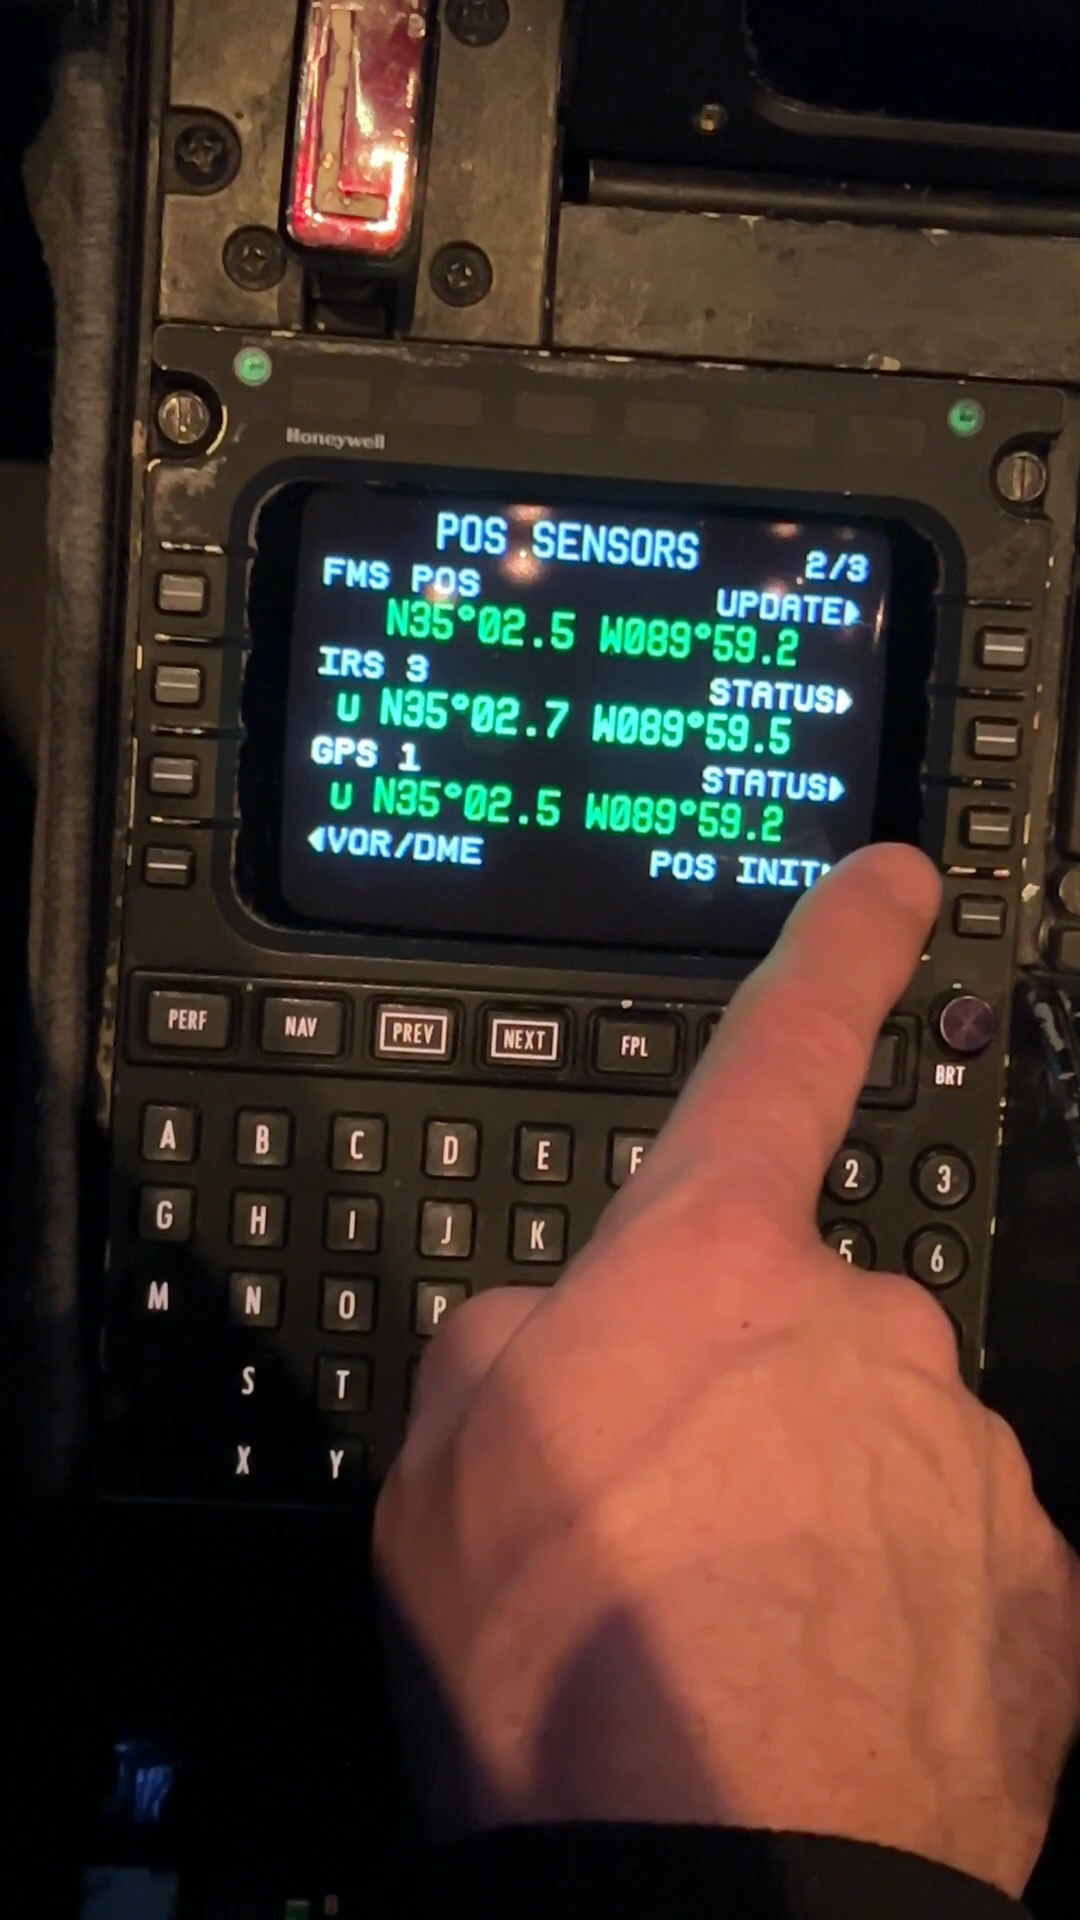 Honeywell
POS SENSORS 2/3
FMS POS UPDATE
N35°02.5 W089°59.2
IRS 3 STATUS
u N35°02.7 W089°59.5
GPS 1 STATUS
u N35°02.5 W089°59.2
VOR/DME POS INIT
PERF NAV PREV NEXT FPL
BRT
A B C D E F 2 3
G H I J K 5 6
M N O P
S T
X Y
8